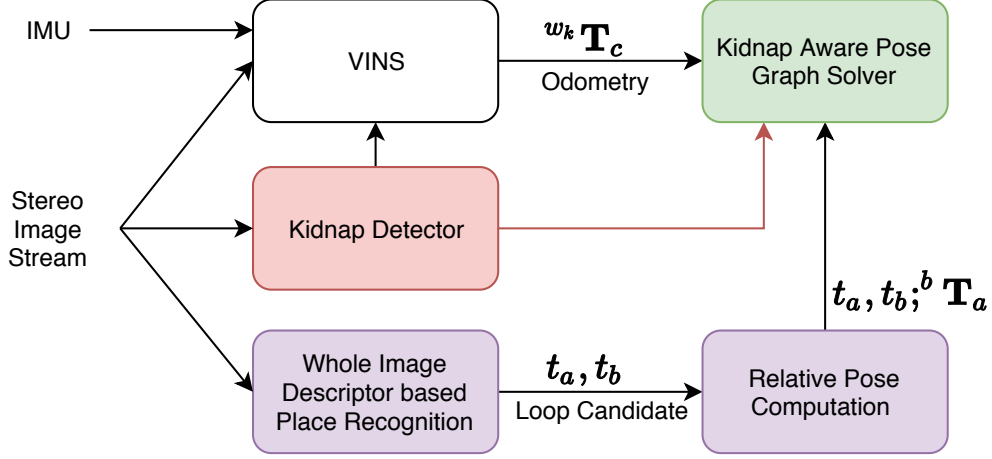 IMU
VINS
$^{w_k}\mathbf{T}_c$
Odometry
Kidnap Aware Pose
Graph Solver
Stereo
Image
Stream
Kidnap Detector
$t_a, t_b; {}^b\mathbf{T}_a$
Whole Image
Descriptor based
Place Recognition
$t_a, t_b$
Loop Candidate
Relative Pose
Computation